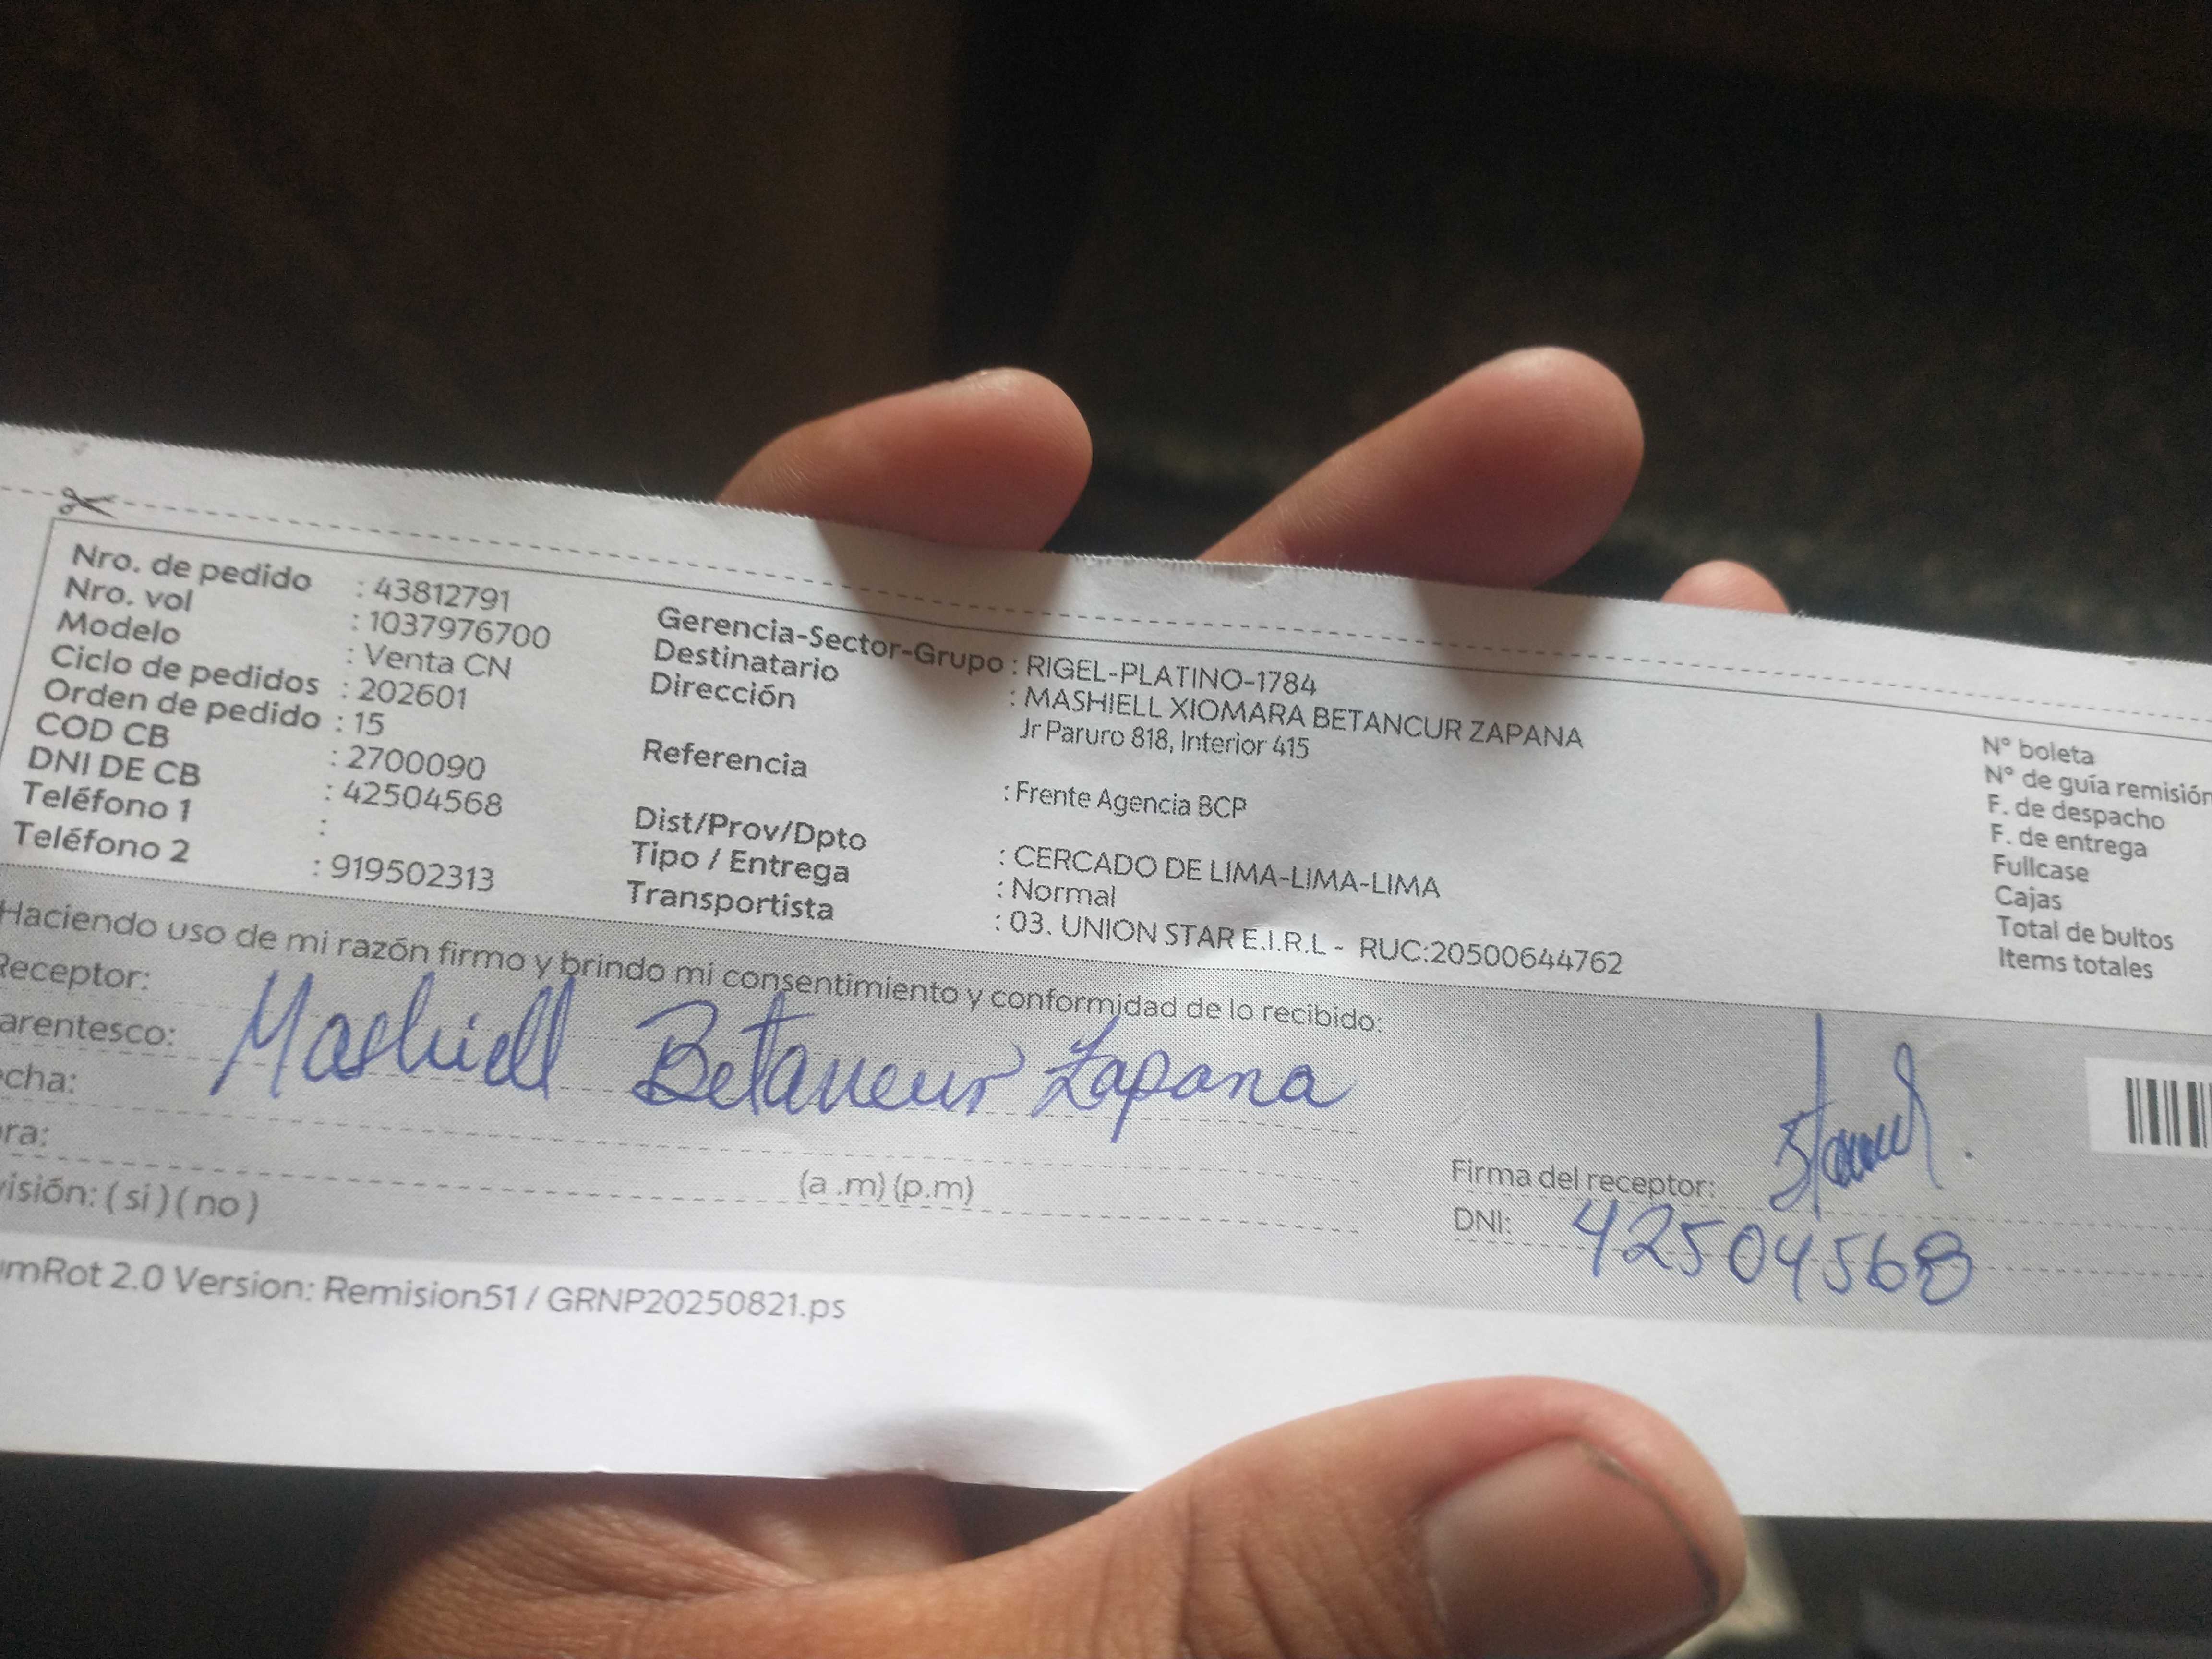 Nro. de pedido : 43812791
Nro. vol : 1037976700
Modelo : Venta CN
Ciclo de pedidos : 202601
Orden de pedido : 15
COD CB : 2700090
DNI DE CB : 42504568
Teléfono 1 :
Teléfono 2 : 919502313
Gerencia-Sector-Grupo : RIGEL-PLATINO-1784
Destinatario : MASHIELL XIOMARA BETANCUR ZAPANA
Dirección Jr Paruro 818, Interior 415
Referencia : Frente Agencia BCP
Dist/Prov/Dpto : CERCADO DE LIMA-LIMA-LIMA
Tipo / Entrega : Normal
Transportista : 03. UNION STAR E.I.R.L - RUC:20500644762
N° boleta
N° de guía remisión
F. de despacho
F. de entrega
Fullcase
Cajas
Total de bultos
Items totales
Haciendo uso de mi razón firmo y brindo mi consentimiento y conformidad de lo recibido:
Receptor: Mashiell Betancur Zapana
arentesco:
echa:
ora:
(a .m) (p.m)
visión: ( si ) ( no )
Firma del receptor:
DNI: 42504568
umRot 2.0 Version: Remision51 / GRNP20250821.ps